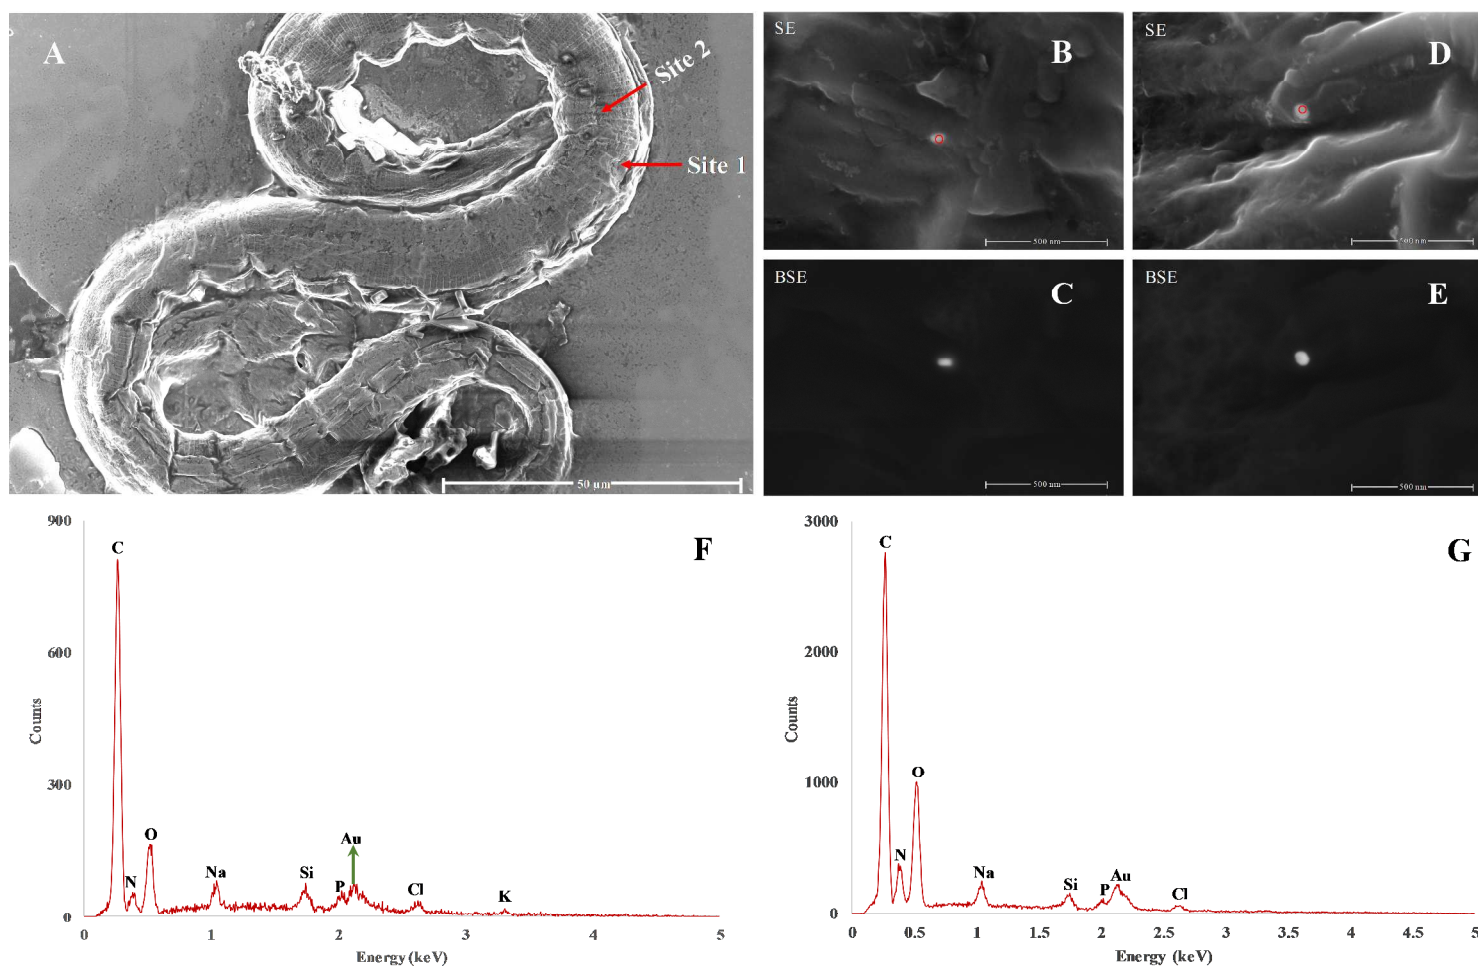 A
Site 2
Site 1
50 µm
SE
B
500 nm
SE
D
500 nm
BSE
C
500 nm
BSE
E
500 nm
900
600
300
0
Counts
C
N
O
Na
Si
P
Au
Cl
K
F
0
1
2
3
4
5
Energy (keV)
3000
2000
1000
0
Counts
C
N
O
Na
Si
P
Au
Cl
G
0
0.5
1
1.5
2
2.5
3
3.5
4
4.5
5
Energy (keV)